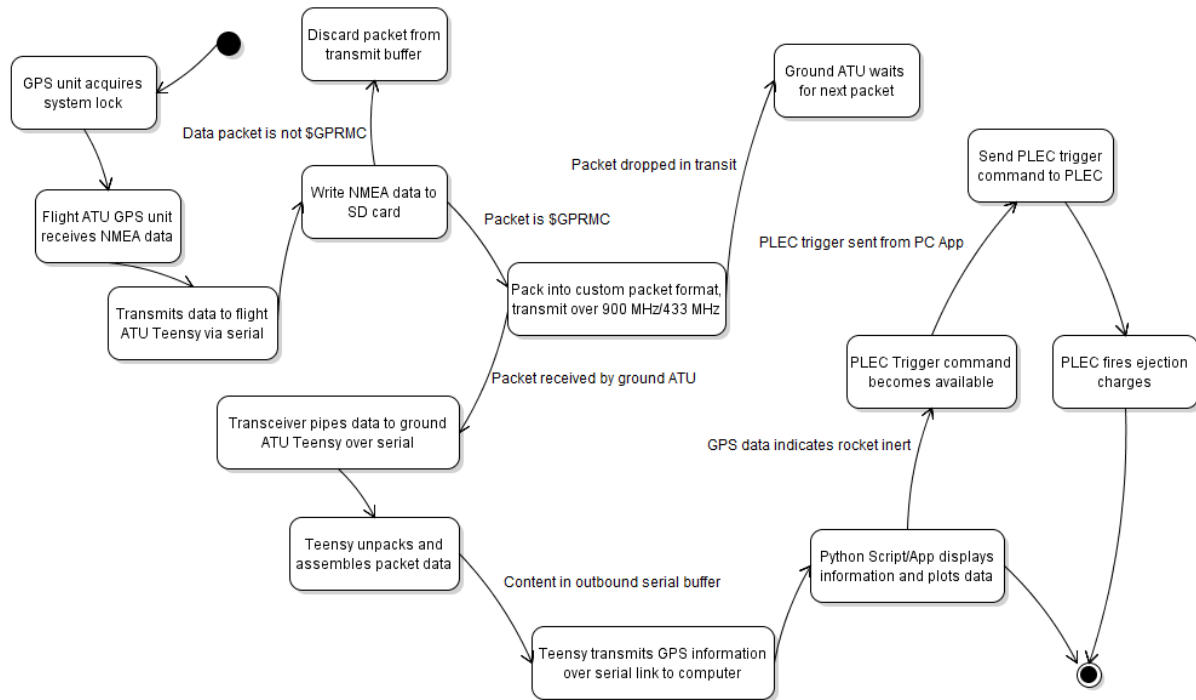 GPS unit acquires
system lock
Discard packet from
transmit buffer
Data packet is not $GPRMC
Flight ATU GPS unit
receives NMEA data
Write NMEA data to
SD card
Transmits data to flight
ATU Teensy via serial
Packet is $GPRMC
Pack into custom packet format,
transmit over 900 MHz/433 MHz
Packet dropped in transit
Ground ATU waits
for next packet
Packet received by ground ATU
Transceiver pipes data to ground
ATU Teensy over serial
Teensy unpacks and
assembles packet data
Content in outbound serial buffer
Teensy transmits GPS information
over serial link to computer
Python Script/App displays
information and plots data
GPS data indicates rocket inert
PLEC Trigger command
becomes available
PLEC trigger sent from PC App
Send PLEC trigger
command to PLEC
PLEC fires ejection
charges